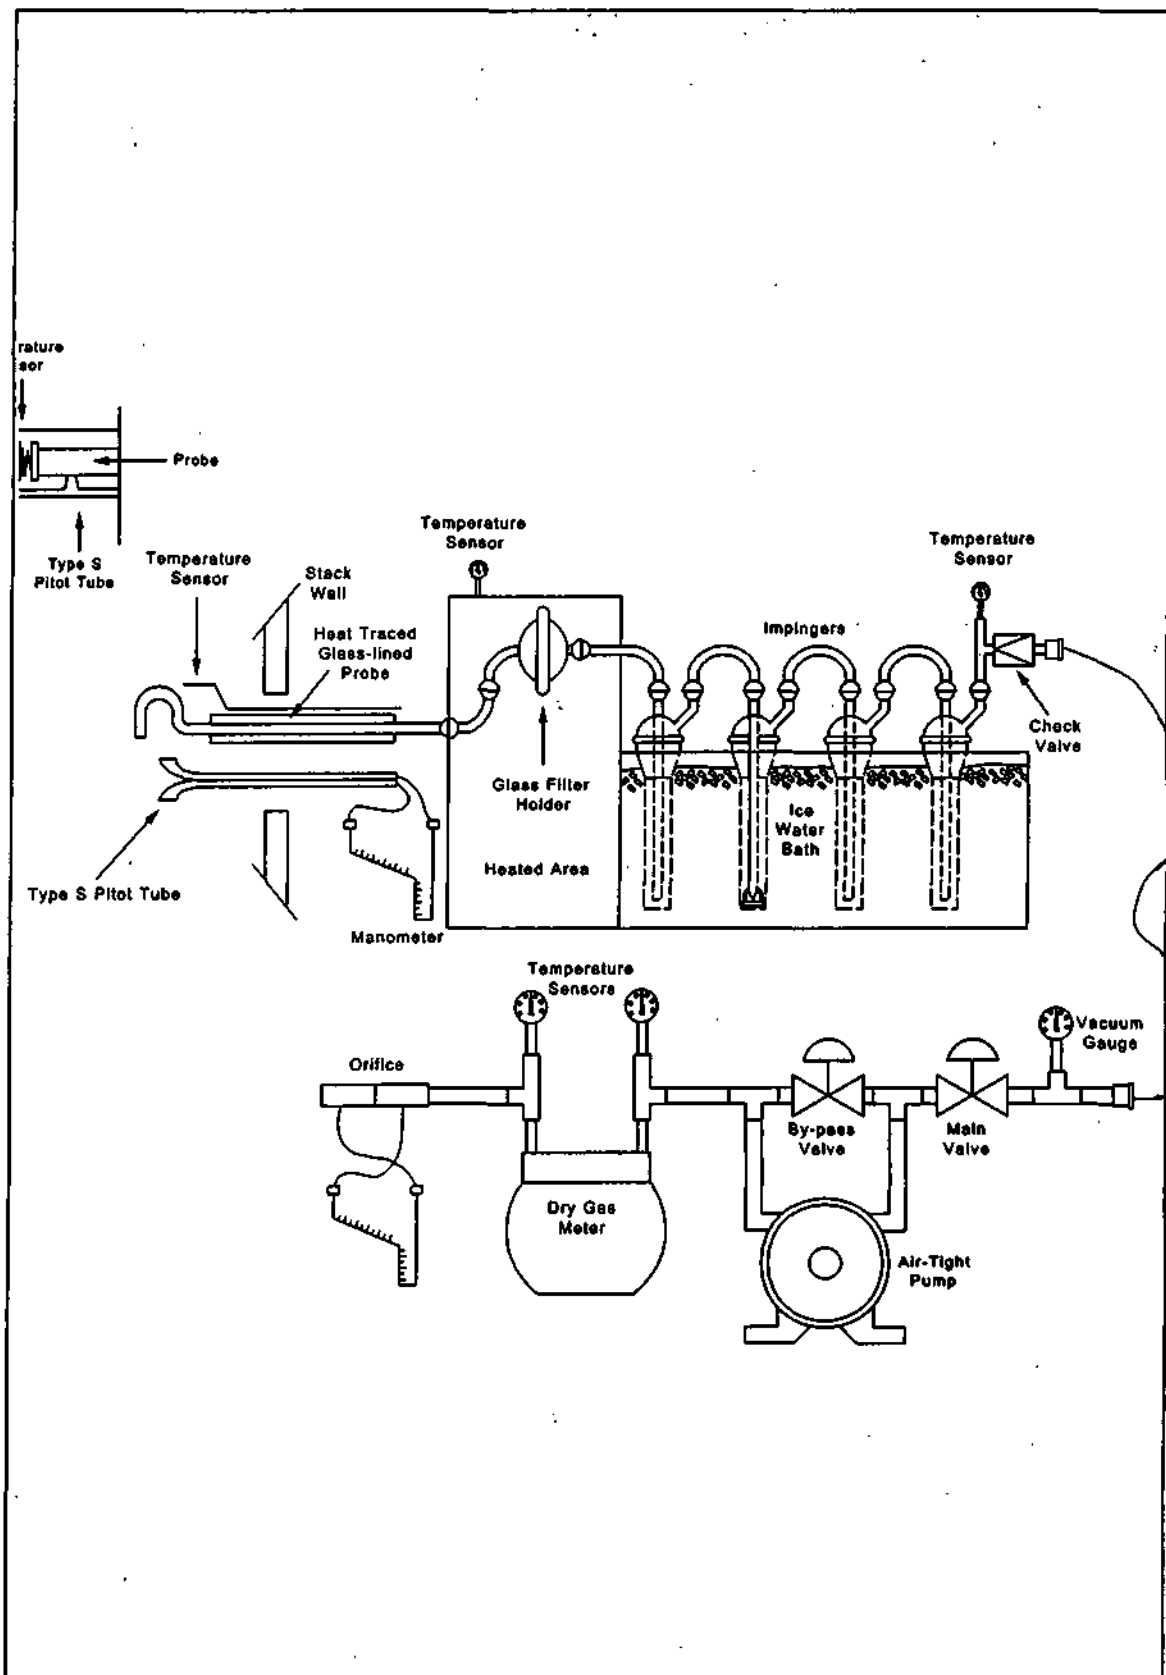 rature
sor
Probe
Type S
Pitot Tube
Temperature
Sensor
Stack
Wall
Heat Traced
Glass-lined
Probe
Temperature
Sensor
Temperature
Sensor
Impingers
Check
Valve
Glass Filter
Holder
Ice
Water
Bath
Heated Area
Type S Pitot Tube
Manometer
Temperature
Sensors
Vacuum
Gauge
Orifice
By-pass
Valve
Main
Valve
Dry Gas
Meter
Air-Tight
Pump